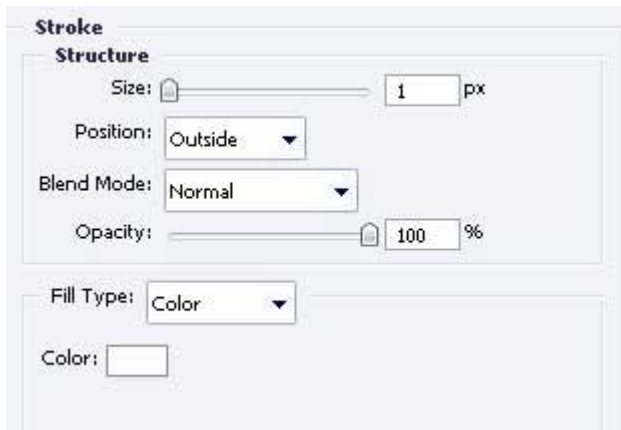 Stroke
Structure
Size: 1 px
Position: Outside
Blend Mode: Normal
Opacity: 100 %
Fill Type: Color
Color: